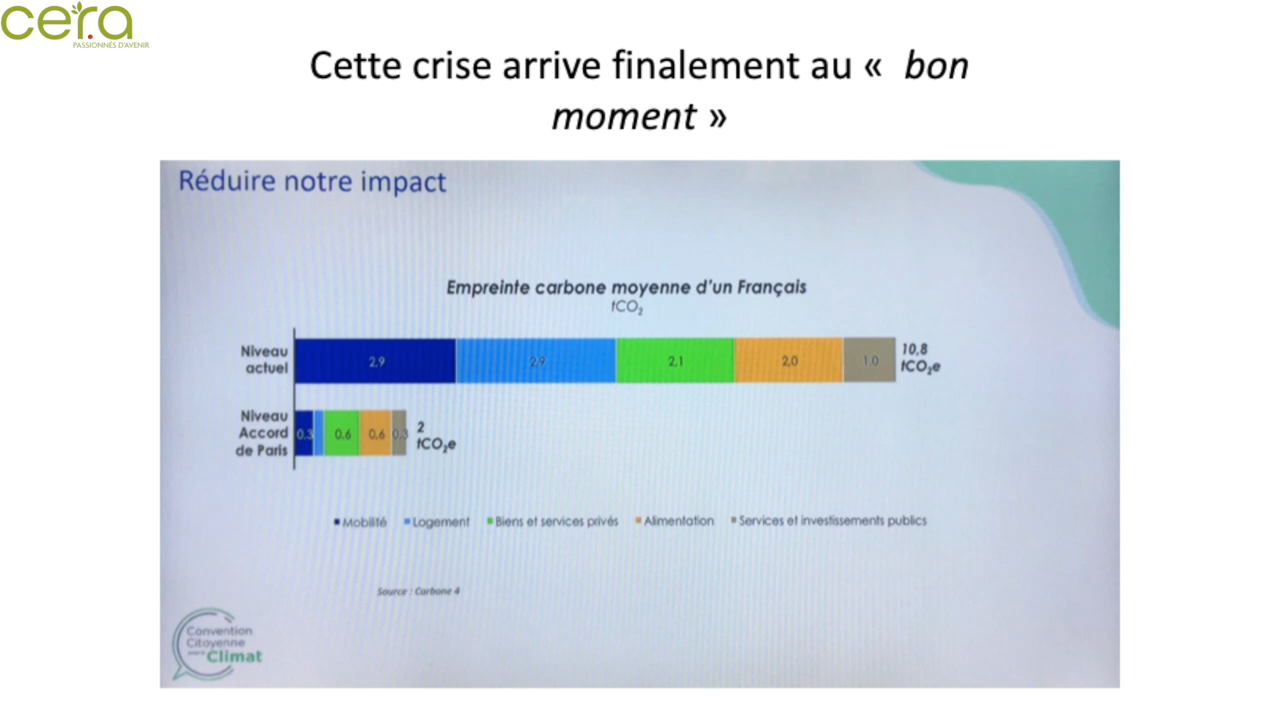 cer.a
PASSIONNÉS D'AVENIR
Cette crise arrive finalement au « bon
moment »
Réduire notre impact
Empreinte carbone moyenne d'un Français
tCO₂
Niveau
actuel
2.9
2.9
2.1
2.0
1.0
10,8
tCO₂e
Niveau
Accord
de Paris
0.3
0.6
0.6
0.3
2
tCO₂e
Mobilité
Logement
Biens et services privés
Alimentation
Services et investissements publics
Source : Carbone 4
Convention
Citoyenne
Climat